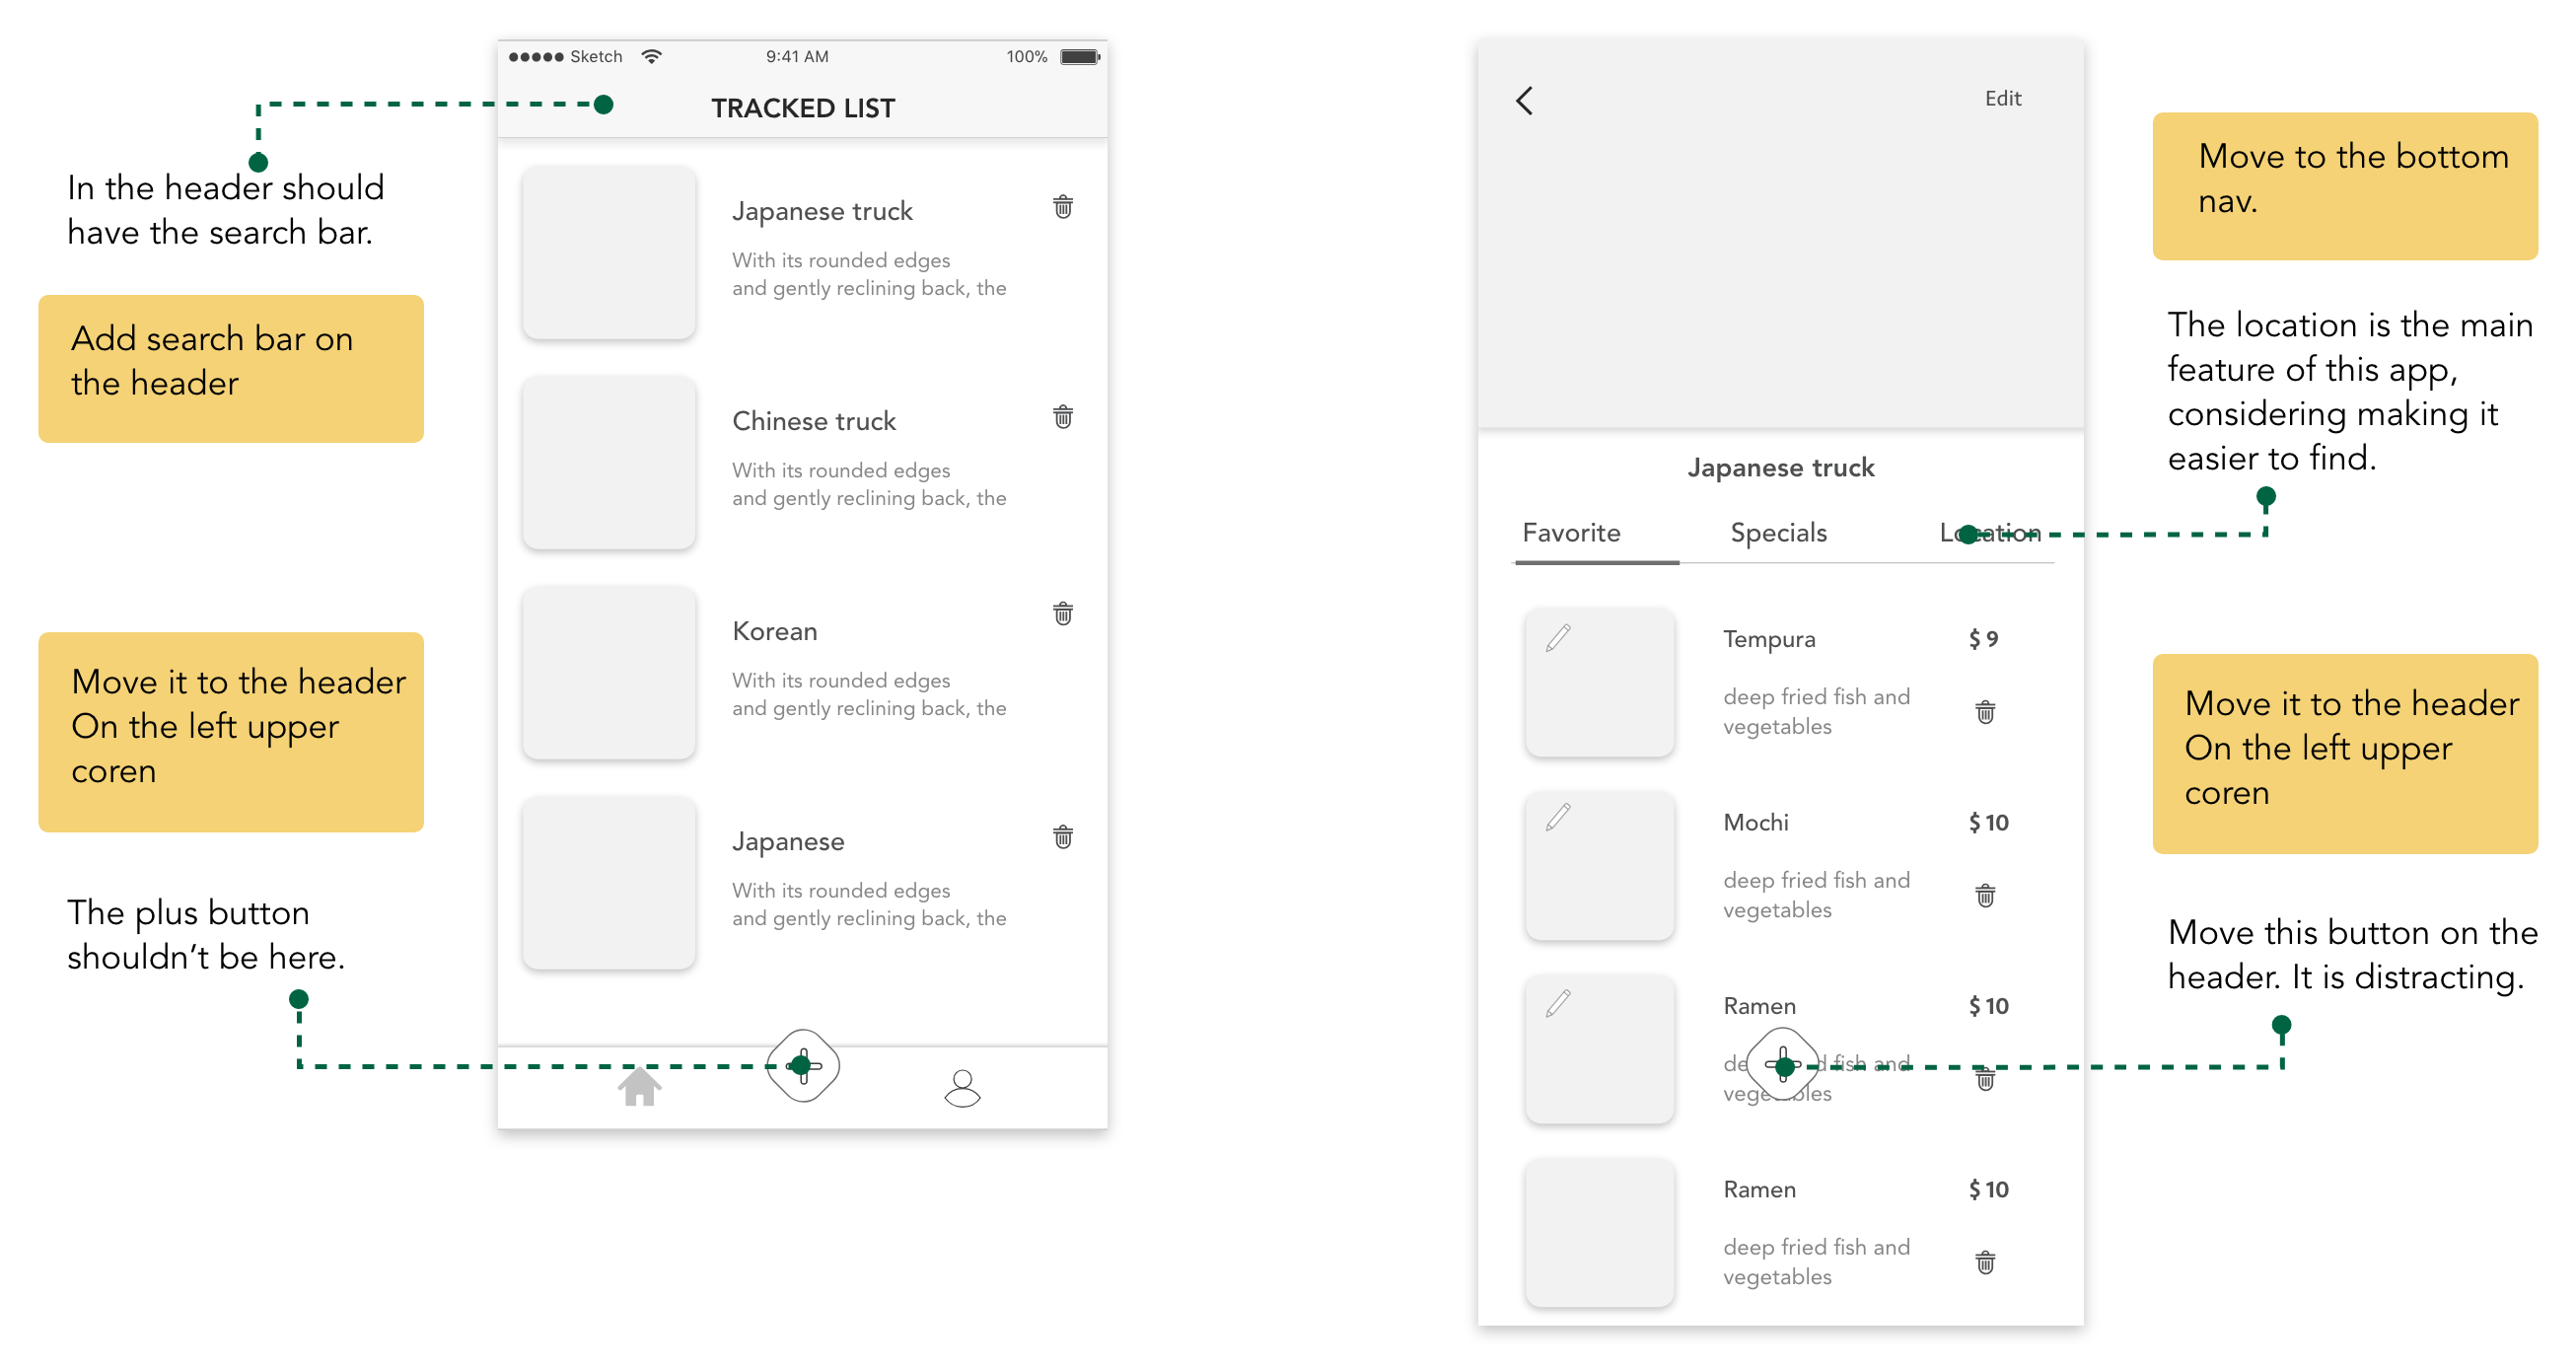 In the header should
have the search bar.
Add search bar on
the header
Move it to the header
On the left upper
coren
The plus button
shouldn’t be here.
Sketch 9:41 AM 100%
TRACKED LIST
Japanese truck
With its rounded edges
and gently reclining back, the
Chinese truck
With its rounded edges
and gently reclining back, the
Korean
With its rounded edges
and gently reclining back, the
Japanese
With its rounded edges
and gently reclining back, the
Edit
Japanese truck
Favorite Specials Location
Tempura $ 9
deep fried fish and
vegetables
Mochi $ 10
deep fried fish and
vegetables
Ramen $ 10
deep fried fish and
vegetables
Ramen $ 10
deep fried fish and
vegetables
Move to the bottom
nav.
The location is the main
feature of this app,
considering making it
easier to find.
Move it to the header
On the left upper
coren
Move this button on the
header. It is distracting.